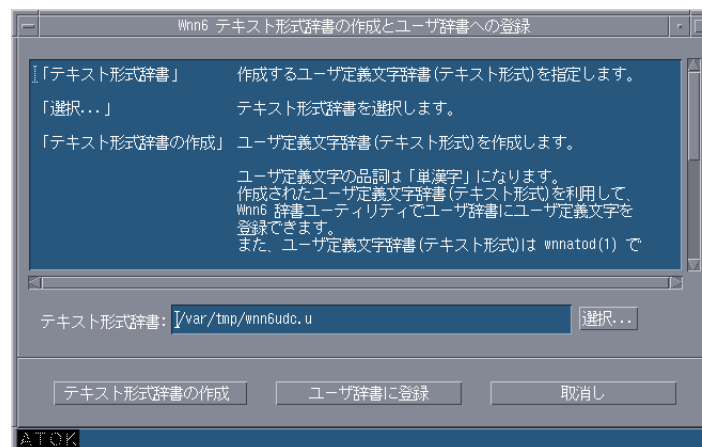 Wnn6 テキスト形式辞書の作成とユーザ辞書への登録
「テキスト形式辞書」 作成するユーザ定義文字辞書(テキスト形式)を指定します。
「選択...」 テキスト形式辞書を選択します。
「テキスト形式辞書の作成」 ユーザ定義文字辞書(テキスト形式)を作成します。
ユーザ定義文字の品詞は「単漢字」になります。
作成されたユーザ定義文字辞書(テキスト形式)を利用して、
Wnn6 辞書ユーティリティでユーザ辞書にユーザ定義文字を
登録できます。
また、ユーザ定義文字辞書(テキスト形式)は wnnatod(1) で
テキスト形式辞書: /var/tmp/wnn6udc.u 選択...
テキスト形式辞書の作成 ユーザ辞書に登録 取消し
ATOK